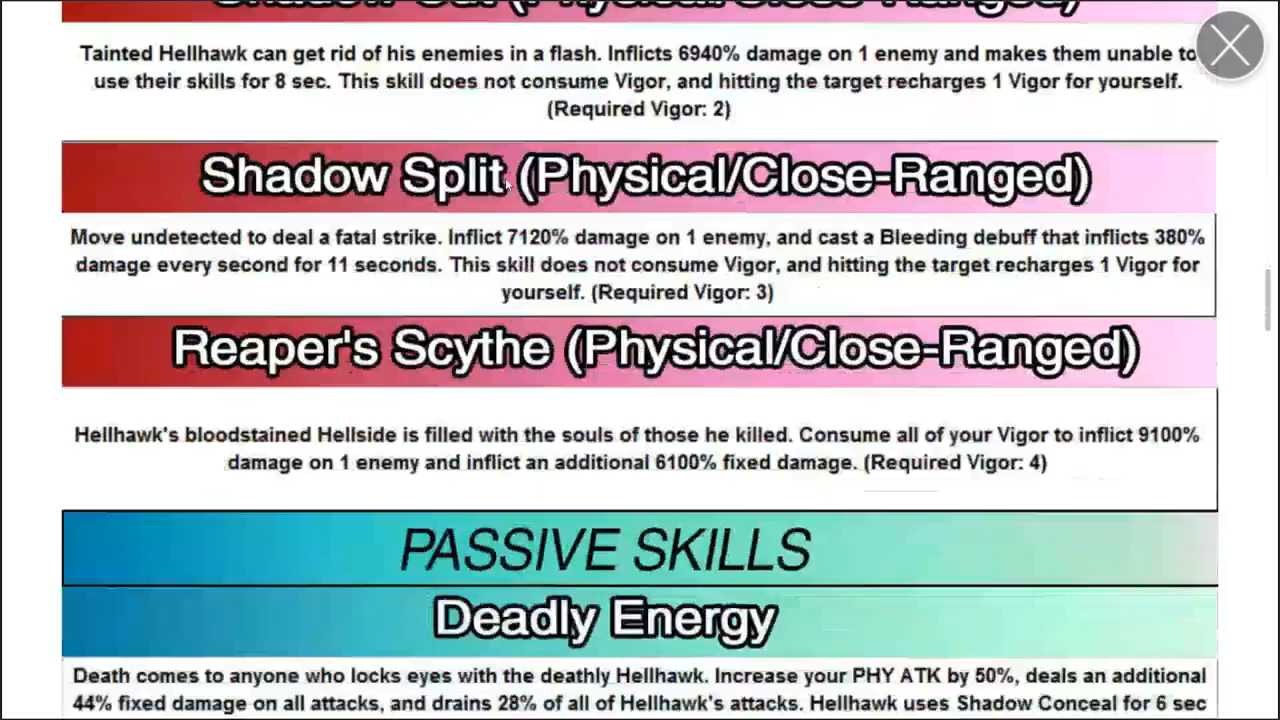 Shadow Cut (Physical/Close-Ranged)
Tainted Hellhawk can get rid of his enemies in a flash. Inflicts 6940% damage on 1 enemy and makes them unable to
use their skills for 8 sec. This skill does not consume Vigor, and hitting the target recharges 1 Vigor for yourself.
(Required Vigor: 2)
Shadow Split (Physical/Close-Ranged)
Move undetected to deal a fatal strike. Inflict 7120% damage on 1 enemy, and cast a Bleeding debuff that inflicts 380%
damage every second for 11 seconds. This skill does not consume Vigor, and hitting the target recharges 1 Vigor for
yourself. (Required Vigor: 3)
Reaper's Scythe (Physical/Close-Ranged)
Hellhawk's bloodstained Hellside is filled with the souls of those he killed. Consume all of your Vigor to inflict 9100%
damage on 1 enemy and inflict an additional 6100% fixed damage. (Required Vigor: 4)
PASSIVE SKILLS
Deadly Energy
Death comes to anyone who locks eyes with the deathly Hellhawk. Increase your PHY ATK by 50%, deals an additional
44% fixed damage on all attacks, and drains 28% of all of Hellhawk's attacks. Hellhawk uses Shadow Conceal for 6 sec